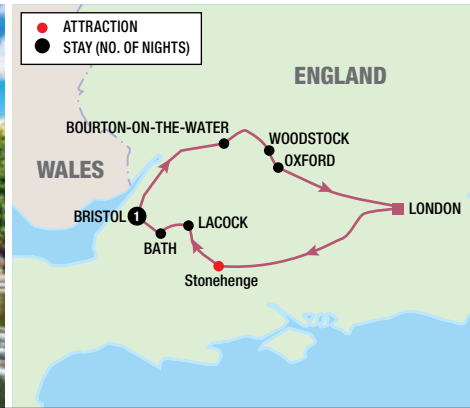 ATTRACTION
STAY (NO. OF NIGHTS)
ENGLAND
BOURTON-ON-THE-WATER
WOODSTOCK
OXFORD
WALES
LONDON
BRISTOL 1
LACOCK
BATH
Stonehenge